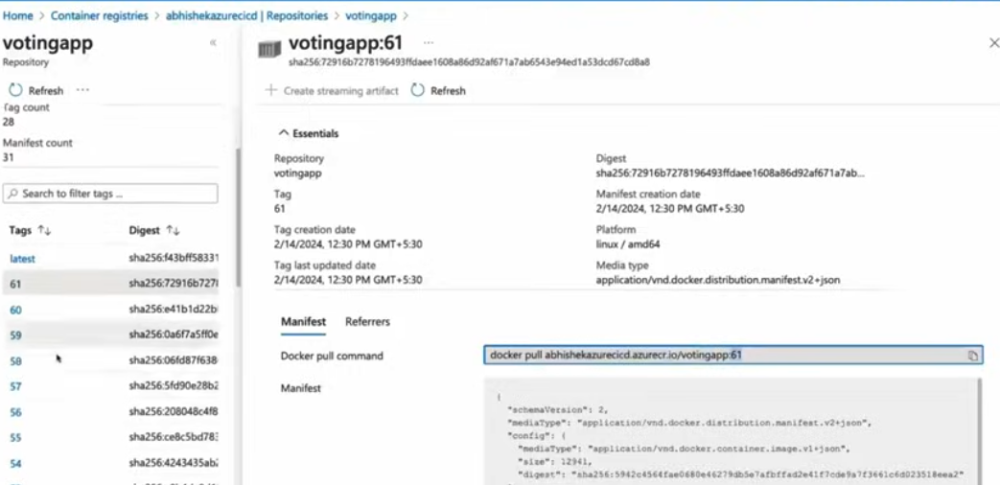 Home > Container registries > abhishekazurecicd | Repositories > votingapp >
votingapp
Repository
Refresh ...
Tag count
28
Manifest count
31
Search to filter tags ...
Tags Digest
latest sha256:f43bff58331
61 sha256:72916b727
60 sha256:e41b1d22b
59 sha256:0a6f7a5ff0e
58 sha256:06fd87f638
57 sha256:5fd90e28b2
56 sha256:208048c4f8
55 sha256:ce8c5bd78
54 sha256:4243435ab
votingapp:61 ...
sha256:72916b7278196493ffdaee1608a86d92af671a7ab6543e94ed1a53dcd67cd8a8
Create streaming artifact Refresh
Essentials
Repository
votingapp
Tag
61
Tag creation date
2/14/2024, 12:30 PM GMT+5:30
Tag last updated date
2/14/2024, 12:30 PM GMT+5:30
Digest
sha256:72916b7278196493ffdaee1608a86d92af671a7ab...
Manifest creation date
2/14/2024, 12:30 PM GMT+5:30
Platform
linux / amd64
Media type
application/vnd.docker.distribution.manifest.v2+json
Manifest Referrers
Docker pull command
docker pull abhishekazurecicd.azurecr.io/votingapp:61
Manifest
{
"schemaVersion": 2,
"mediaType": "application/vnd.docker.distribution.manifest.v2+json",
"config": {
"mediaType": "application/vnd.docker.container.image.v1+json",
"size": 12941,
"digest":